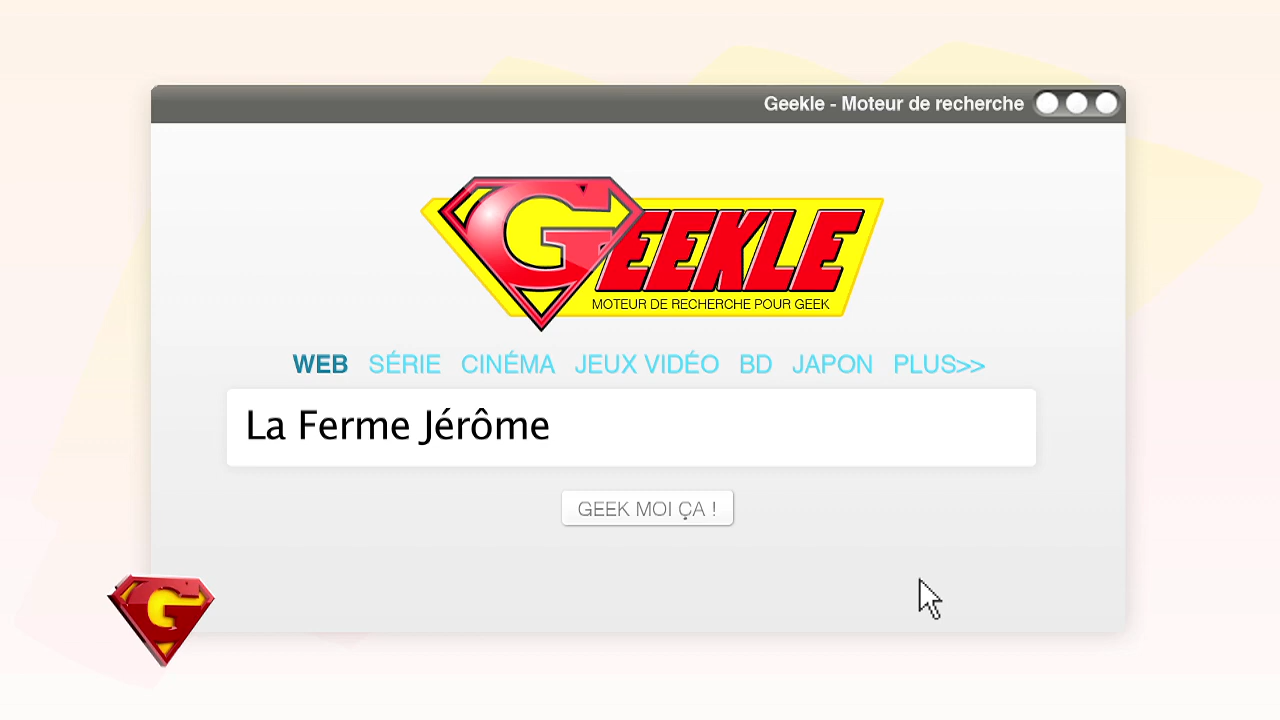 Geekle - Moteur de recherche
GEEKLE
MOTEUR DE RECHERCHE POUR GEEK
WEB SÉRIE CINÉMA JEUX VIDÉO BD JAPON PLUS>>
La Ferme Jérôme
GEEK MOI ÇA !
G